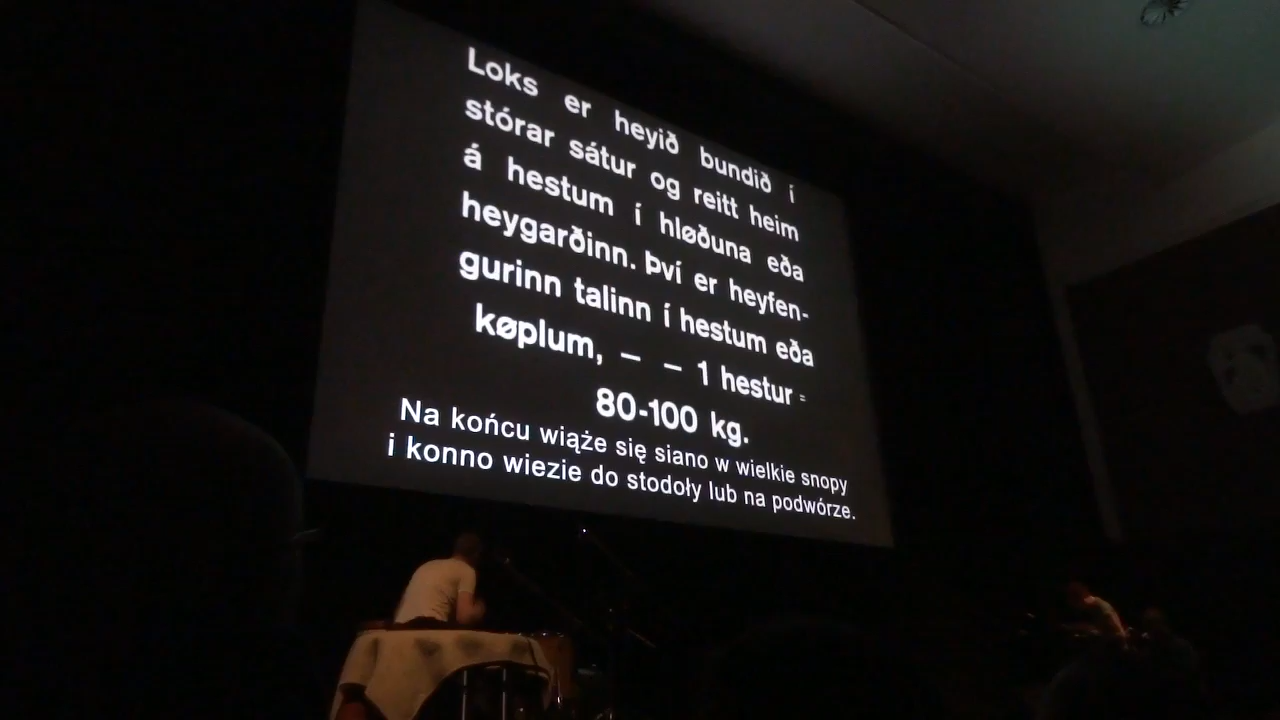 Loks er heyið bundið í
stórar sátur og reitt heim
á hestum í hløðuna eða
heygarðinn. Því er heyfen-
gurinn talinn í hestum eða
køplum, — — 1 hestur =
80-100 kg.
Na końcu wiąże się siano w wielkie snopy
i konno wiezie do stodoły lub na podwórze.